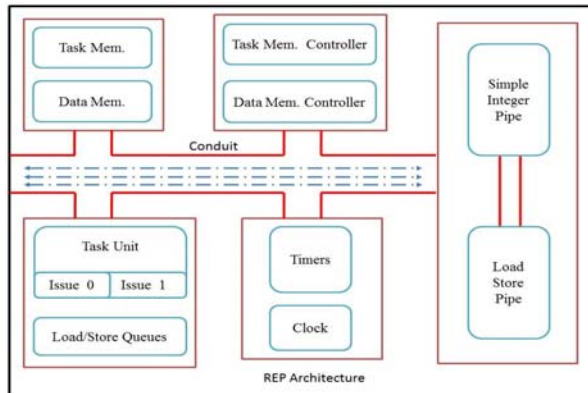 Task Mem.
Data Mem.
Task Mem. Controller
Data Mem. Controller
Simple
Integer
Pipe
Conduit
Task Unit
Issue 0
Issue 1
Load/Store Queues
Timers
Clock
Load
Store
Pipe
REP Architecture